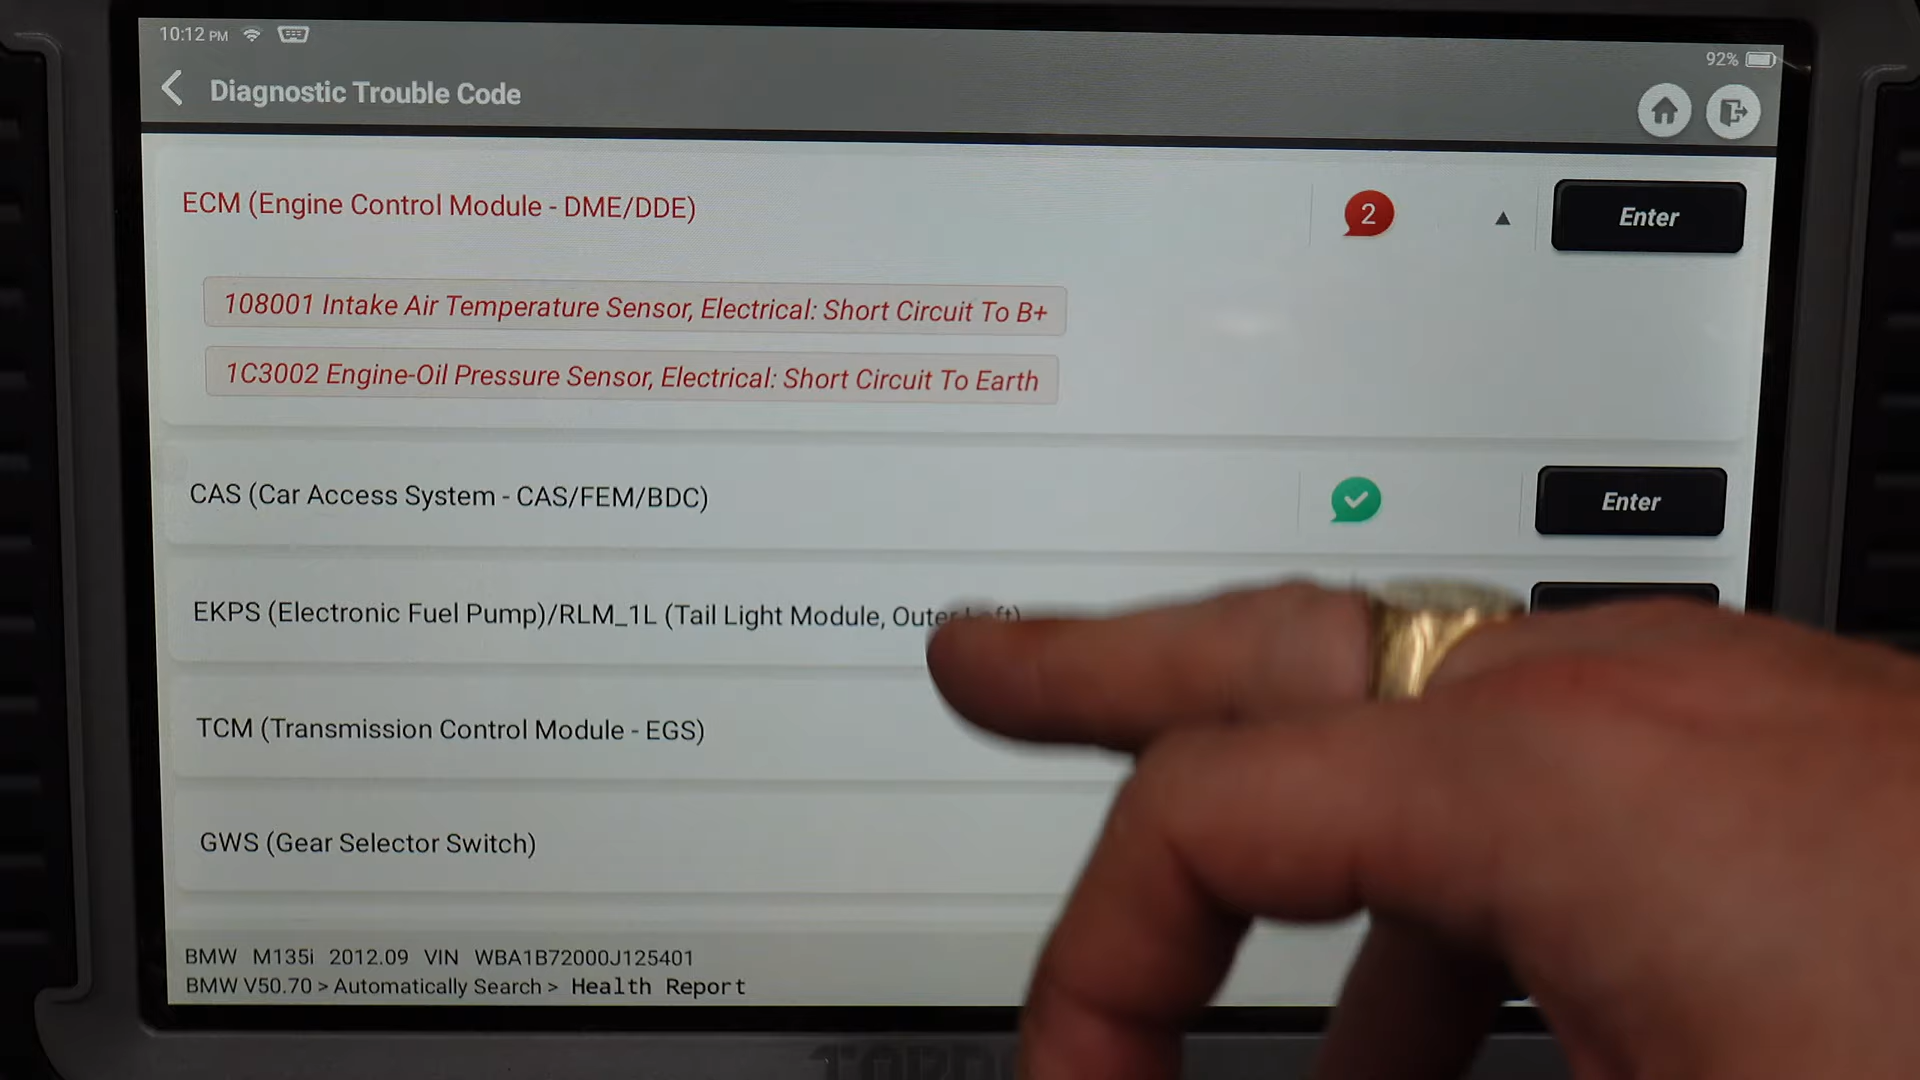 10:12 PM
92%
Diagnostic Trouble Code
ECM (Engine Control Module - DME/DDE)
2
Enter
108001 Intake Air Temperature Sensor, Electrical: Short Circuit To B+
1C3002 Engine-Oil Pressure Sensor, Electrical: Short Circuit To Earth
CAS (Car Access System - CAS/FEM/BDC)
Enter
EKPS (Electronic Fuel Pump)/RLM_1L (Tail Light Module, Outer Left)
TCM (Transmission Control Module - EGS)
GWS (Gear Selector Switch)
BMW M135i 2012.09 VIN WBA1B72000J125401
BMW V50.70 > Automatically Search > Health Report